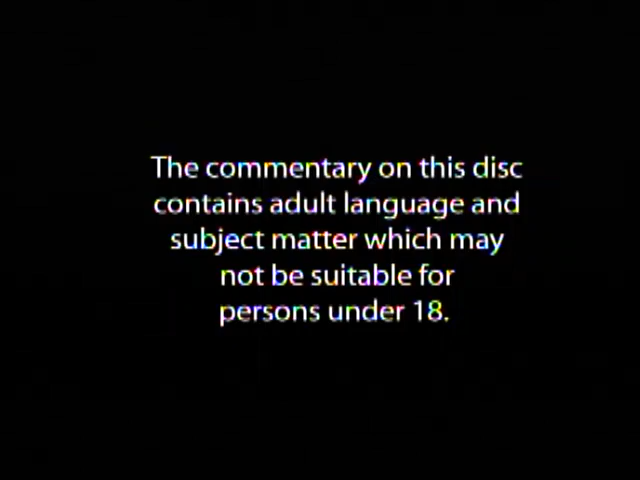 The commentary on this disc
contains adult language and
subject matter which may
not be suitable for
persons under 18.